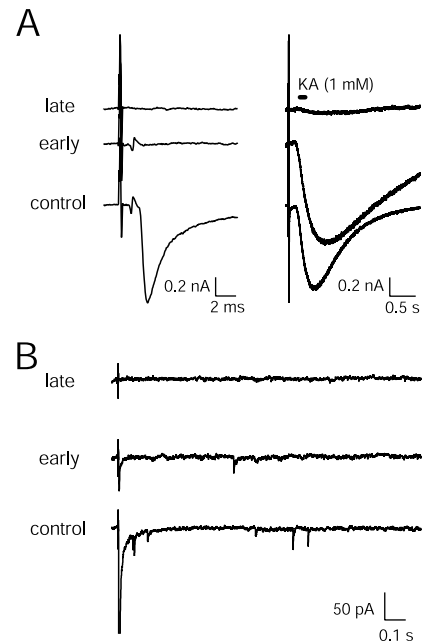 A
KA (1 mM)
late
early
control
0.2 nA
2 ms
0.2 nA
0.5 s
B
late
early
control
50 pA
0.1 s